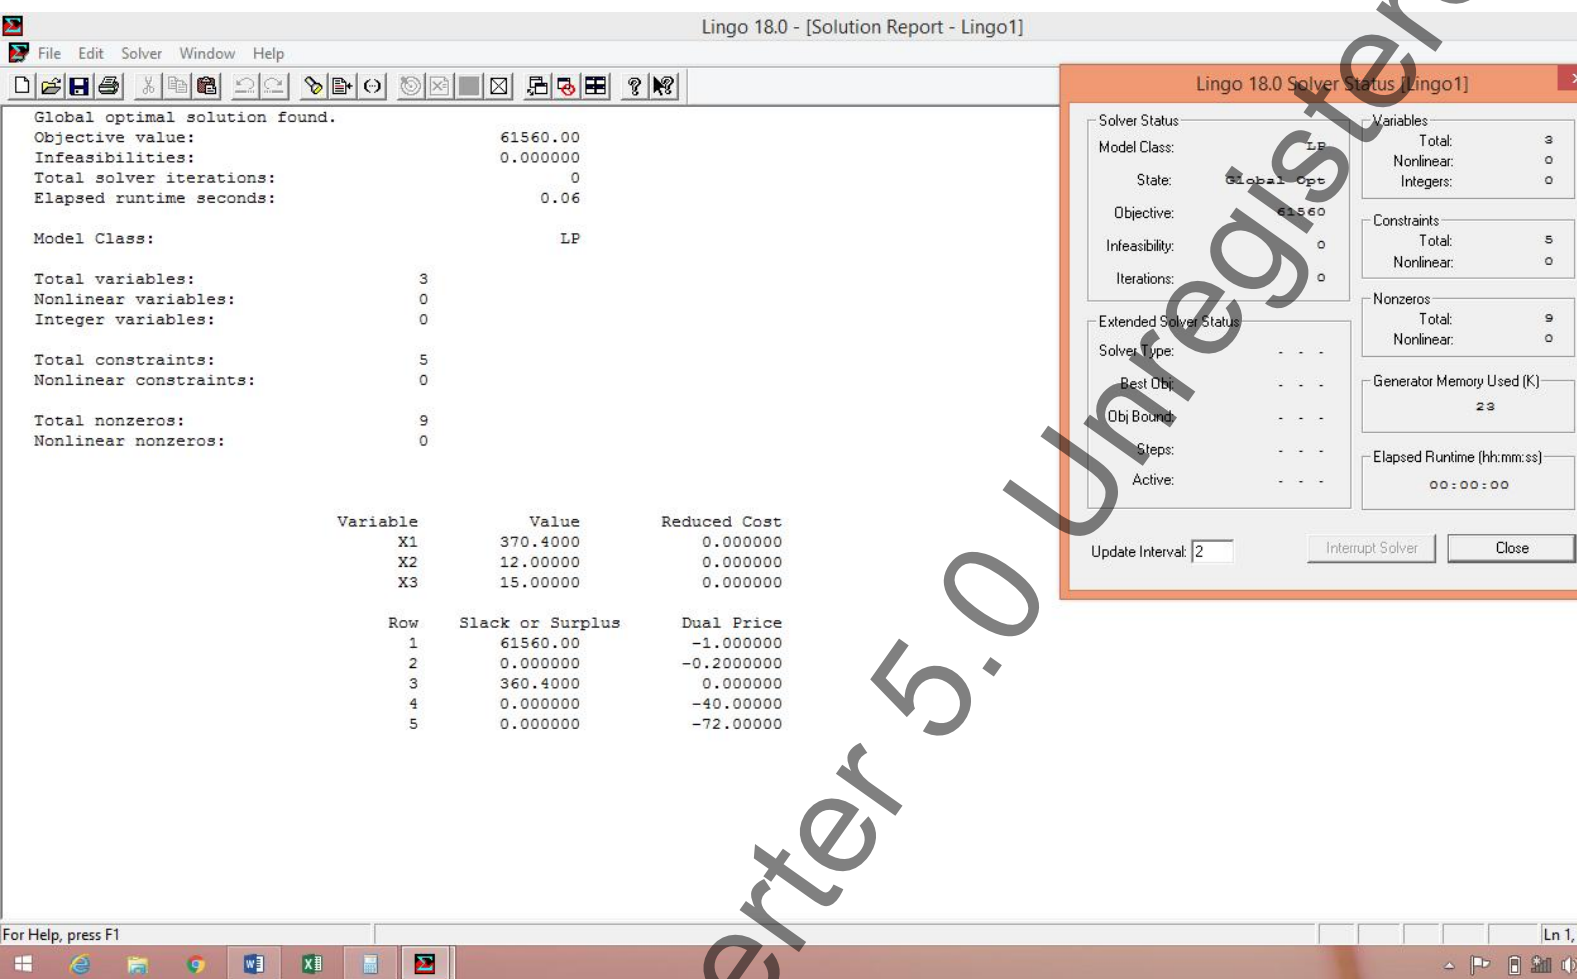 Lingo 18.0 - [Solution Report - Lingo1]
File Edit Solver Window Help
Global optimal solution found.
Objective value: 61560.00
Infeasibilities: 0.000000
Total solver iterations: 0
Elapsed runtime seconds: 0.06
Model Class: LP
Total variables: 3
Nonlinear variables: 0
Integer variables: 0
Total constraints: 5
Nonlinear constraints: 0
Total nonzeros: 9
Nonlinear nonzeros: 0
Variable Value Reduced Cost
X1 370.4000 0.000000
X2 12.00000 0.000000
X3 15.00000 0.000000
Row Slack or Surplus Dual Price
1 61560.00 -1.000000
2 0.000000 -0.2000000
3 360.4000 0.000000
4 0.000000 -40.00000
5 0.000000 -72.00000
Lingo 18.0 Solver Status [Lingo1]
Solver Status
Model Class: LP
State: Global Opt
Objective: 61560
Infeasibility: 0
Iterations: 0
Extended Solver Status
Solver Type: - - -
Best Obj: - - -
Obj Bound: - - -
Steps: - - -
Active: - - -
Variables
Total: 3
Nonlinear: 0
Integers: 0
Constraints
Total: 5
Nonlinear: 0
Nonzeros
Total: 9
Nonlinear: 0
Generator Memory Used (K)
23
Elapsed Runtime (hh:mm:ss)
00:00:00
Update Interval: 2
Interrupt Solver
Close
For Help, press F1
Ln 1,
erter 5.0 Unregistere